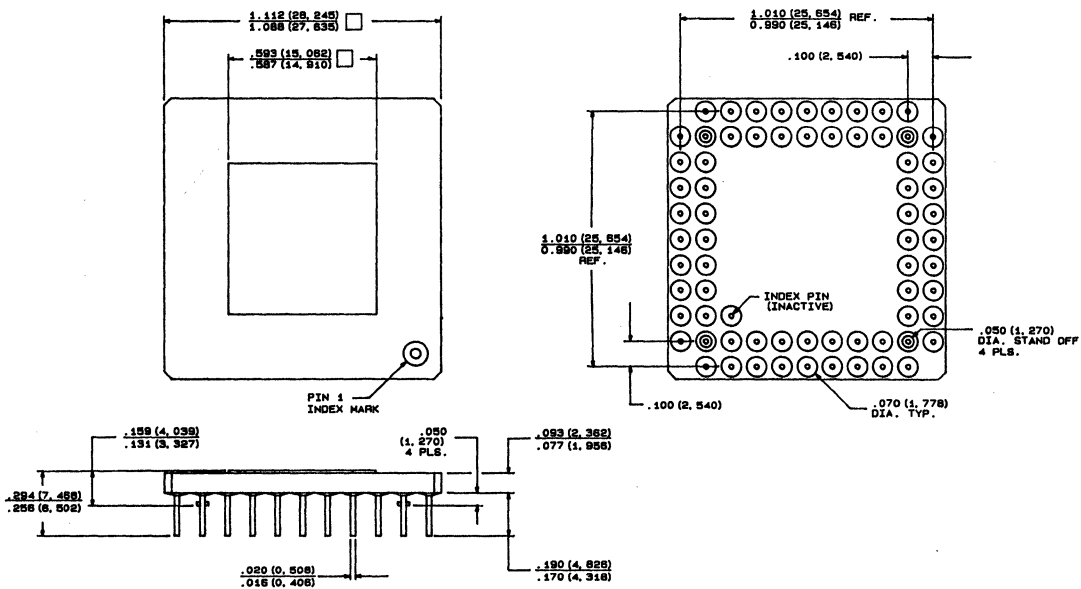 1.112 (28, 245)
1.088 (27, 635)
.593 (15, 062)
.587 (14, 910)
PIN 1
INDEX MARK
1.010 (25, 654) REF.
0.990 (25, 146)
.100 (2, 540)
1.010 (25, 654)
0.990 (25, 146)
REF.
INDEX PIN
(INACTIVE)
.050 (1, 270)
DIA. STAND OFF
4 PLS.
.100 (2, 540)
.070 (1, 778)
DIA. TYP.
.159 (4, 039)
.131 (3, 327)
.050
(1, 270)
4 PLS.
.093 (2, 362)
.077 (1, 956)
.294 (7, 468)
.256 (6, 502)
.020 (0, 508)
.016 (0, 406)
.190 (4, 826)
.170 (4, 318)